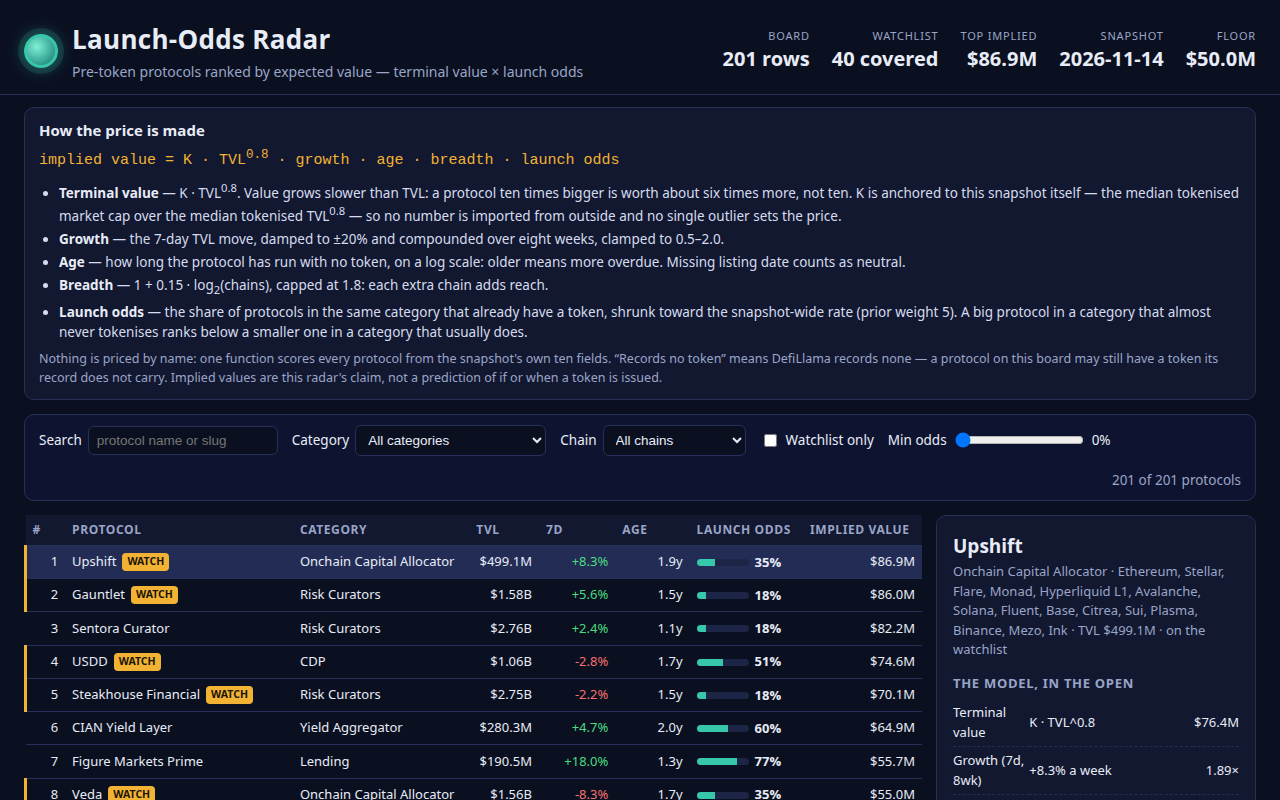 Launch-Odds Radar
Pre-token protocols ranked by expected value — terminal value × launch odds
BOARD
201 rows
WATCHLIST
40 covered
TOP IMPLIED
$86.9M
SNAPSHOT
2026-11-14
FLOOR
$50.0M
How the price is made
implied value = K · TVL^0.8 · growth · age · breadth · launch odds
• Terminal value — K · TVL^0.8. Value grows slower than TVL: a protocol ten times bigger is worth about six times more, not ten. K is anchored to this snapshot itself — the median tokenised
market cap over the median tokenised TVL^0.8 — so no number is imported from outside and no single outlier sets the price.
• Growth — the 7-day TVL move, damped to ±20% and compounded over eight weeks, clamped to 0.5–2.0.
• Age — how long the protocol has run with no token, on a log scale: older means more overdue. Missing listing date counts as neutral.
• Breadth — 1 + 0.15 · log2(chains), capped at 1.8: each extra chain adds reach.
• Launch odds — the share of protocols in the same category that already have a token, shrunk toward the snapshot-wide rate (prior weight 5). A big protocol in a category that almost
never tokenises ranks below a smaller one in a category that usually does.
Nothing is priced by name: one function scores every protocol from the snapshot's own ten fields. “Records no token” means DefiLlama records none — a protocol on this board may still have a token its
record does not carry. Implied values are this radar's claim, not a prediction of if or when a token is issued.
Search protocol name or slug Category All categories Chain All chains Watchlist only Min odds 0%
201 of 201 protocols
# PROTOCOL CATEGORY TVL 7D AGE LAUNCH ODDS IMPLIED VALUE
1 Upshift WATCH Onchain Capital Allocator $499.1M +8.3% 1.9y 35% $86.9M
2 Gauntlet WATCH Risk Curators $1.58B +5.6% 1.5y 18% $86.0M
3 Sentora Curator Risk Curators $2.76B +2.4% 1.1y 18% $82.2M
4 USDD WATCH CDP $1.06B -2.8% 1.7y 51% $74.6M
5 Steakhouse Financial WATCH Risk Curators $2.75B -2.2% 1.5y 18% $70.1M
6 CIAN Yield Layer Yield Aggregator $280.3M +4.7% 2.0y 60% $64.9M
7 Figure Markets Prime Lending $190.5M +18.0% 1.3y 77% $55.7M
8 Veda WATCH Onchain Capital Allocator $1.56B -8.3% 1.7y 35% $55.0M
Upshift
Onchain Capital Allocator · Ethereum, Stellar,
Flare, Monad, Hyperliquid L1, Avalanche,
Solana, Fluent, Base, Citrea, Sui, Plasma,
Binance, Mezo, Ink · TVL $499.1M · on the
watchlist
THE MODEL, IN THE OPEN
Terminal value K · TVL^0.8 $76.4M
Growth (7d, 8wk) +8.3% a week 1.89×